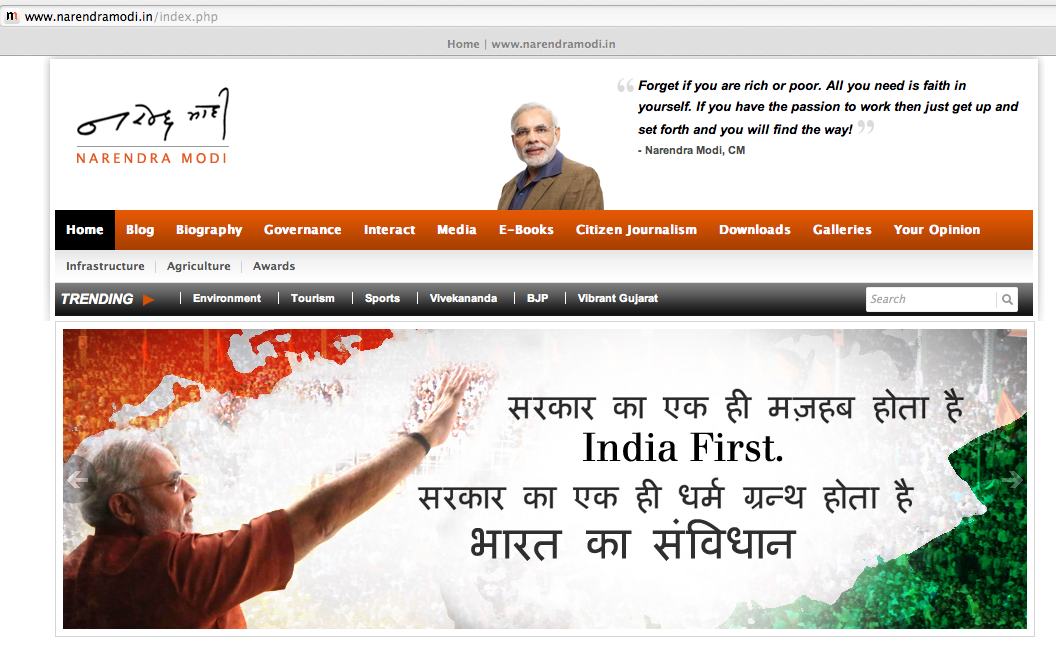 www.narendramodi.in/index.php
Home | www.narendramodi.in
नरेन्द्र मोदी
NARENDRA MODI
“ Forget if you are rich or poor. All you need is faith in
yourself. If you have the passion to work then just get up and
set forth and you will find the way! ”
- Narendra Modi, CM
Home Blog Biography Governance Interact Media E-Books Citizen Journalism Downloads Galleries Your Opinion
Infrastructure | Agriculture | Awards
TRENDING | Environment | Tourism | Sports | Vivekananda | BJP | Vibrant Gujarat Search
सरकार का एक ही मज़हब होता है
India First.
सरकार का एक ही धर्म ग्रन्थ होता है
भारत का संविधान